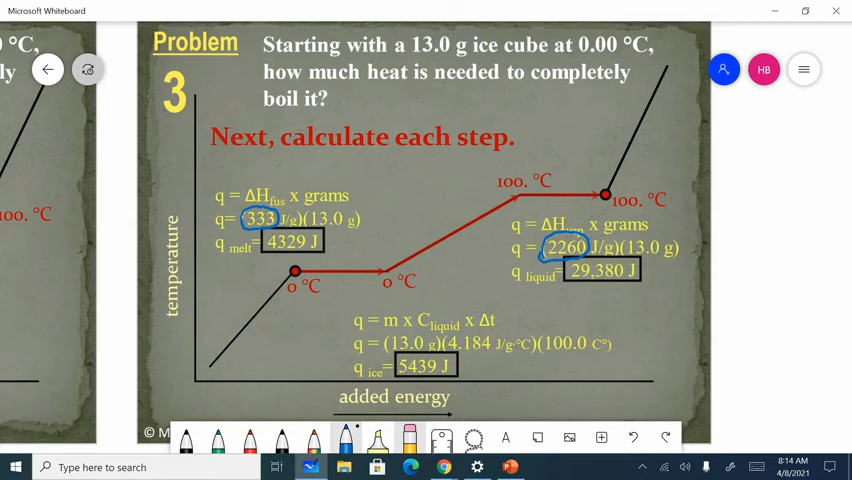 Microsoft Whiteboard
°C,
ely
Problem
3
Starting with a 13.0 g ice cube at 0.00 °C,
how much heat is needed to completely
boil it?
HB
Next, calculate each step.
100. °C
100. °C
100. °C
q = ΔHfus x grams
q= (333 J/g)(13.0 g)
q melt= 4329 J
q = ΔHvap x grams
q = (2260 J/g)(13.0 g)
q liquid= 29,380 J
temperature
0 °C
0 °C
q = m x Cliquid x Δt
q = (13.0 g)(4.184 J/g·°C)(100.0 C°)
q ice= 5439 J
added energy
© M
A
Type here to search
8:14 AM
4/8/2021